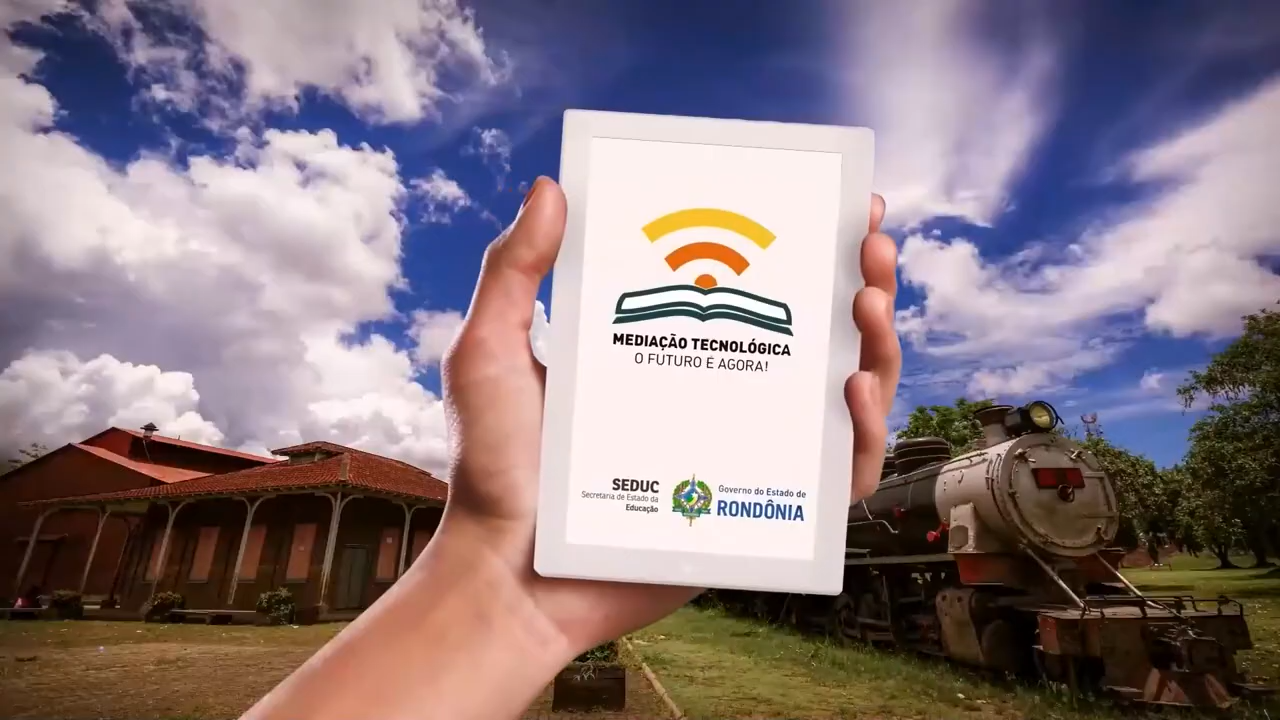 MEDIAÇÃO TECNOLÓGICA
O FUTURO É AGORA!
SEDUC
Secretaria de Estado da
Educação
Governo do Estado de
RONDÔNIA